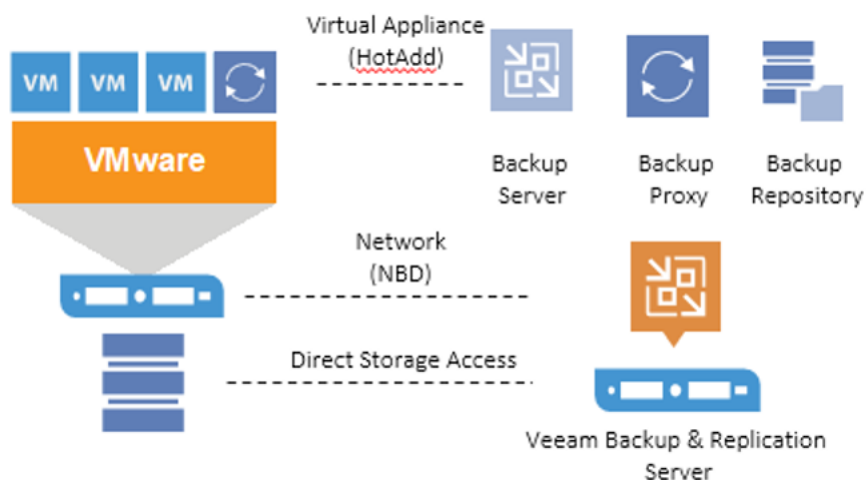 Virtual Appliance
(HotAdd)
VM VM VM
VMware
Backup
Server
Backup
Proxy
Backup
Repository
Network
(NBD)
Direct Storage Access
Veeam Backup & Replication
Server